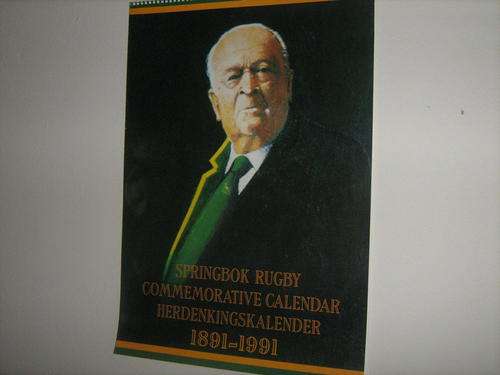 SPRINGBOK RUGBY
COMMEMORATIVE CALENDAR
HERDENKINGSKALENDER
1891-1991